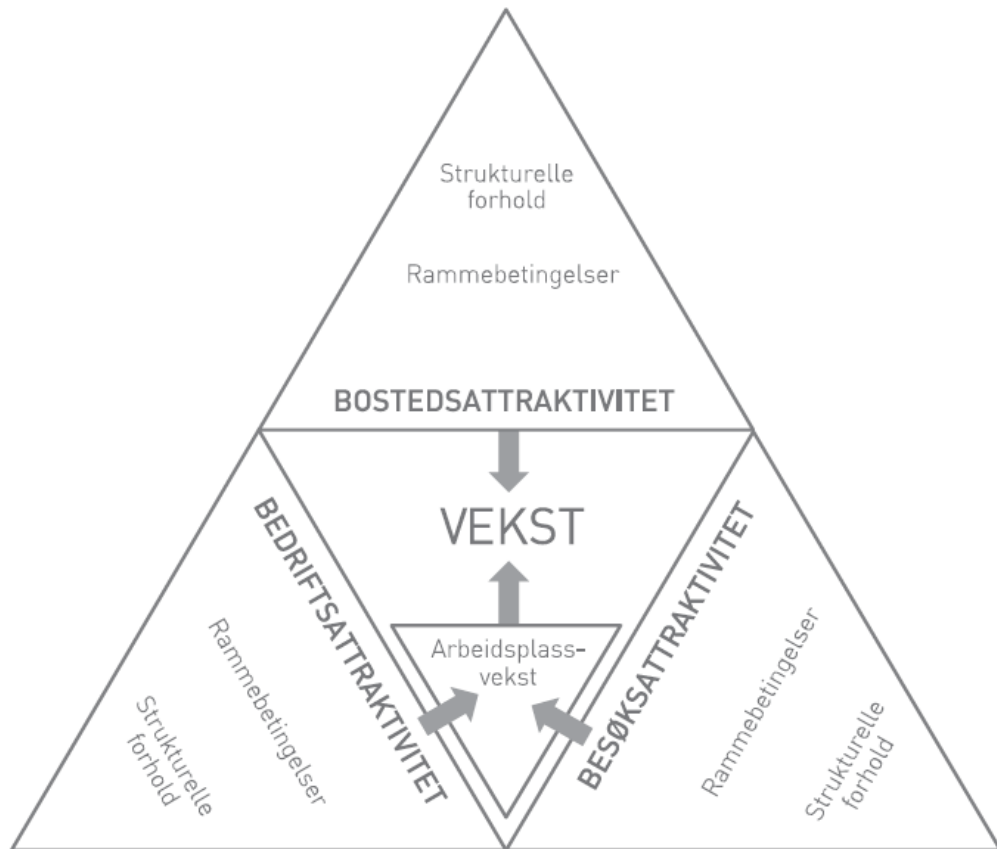 Strukturelle
forhold
Rammebetingelser
BOSTEDSATTRAKTIVITET
VEKST
Arbeidsplass-
vekst
BEDRIFTSATTRAKTIVITET
Rammebetingelser
Strukturelle
forhold
BESØKSATTRAKTIVITET
Rammebetingelser
Strukturelle
forhold